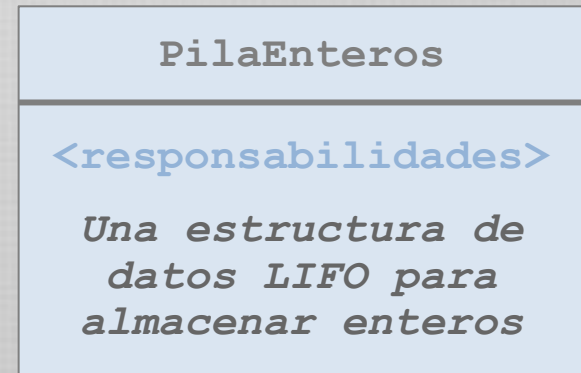 PilaEnteros
<responsabilidades>
Una estructura de
datos LIFO para
almacenar enteros